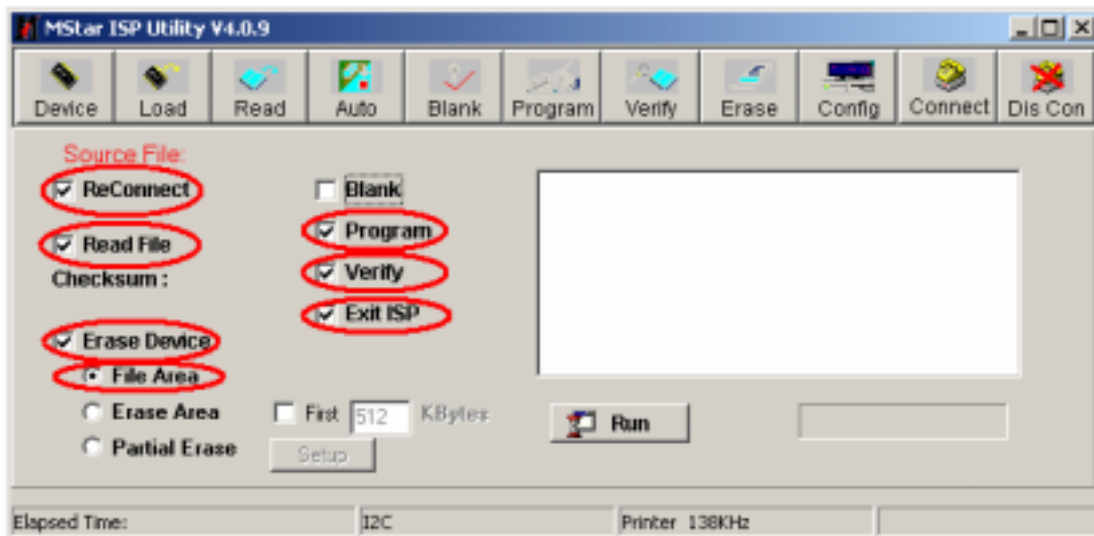 MStar ISP Utility V4.0.9
Device Load Read Auto Blank Program Verify Erase Config Connect Dis Con
Source File:
ReConnect
Blank
Read File
Program
Checksum :
Verify
Exit ISP
Erase Device
File Area
Erase Area
First 512 KBytes
Run
Partial Erase
Setup
Elapsed Time:
I2C
Printer 138KHz